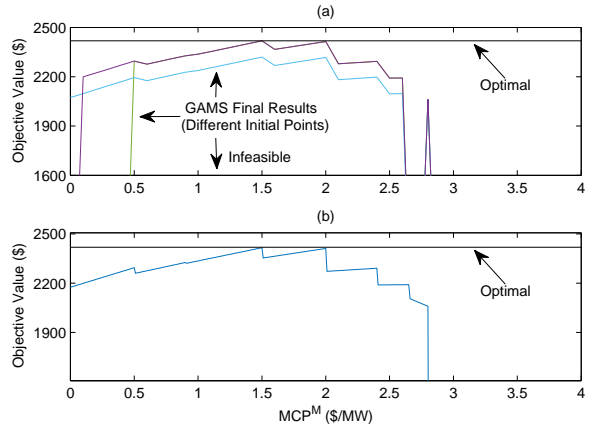 (a)
2500
2200
1900
1600
Objective Value ($)
Optimal
GAMS Final Results
(Different Initial Points)
Infeasible
0 0.5 1 1.5 2 2.5 3 3.5 4
(b)
2500
2200
1900
Objective Value ($)
Optimal
0 0.5 1 1.5 2 2.5 3 3.5 4
MCP^M ($/MW)